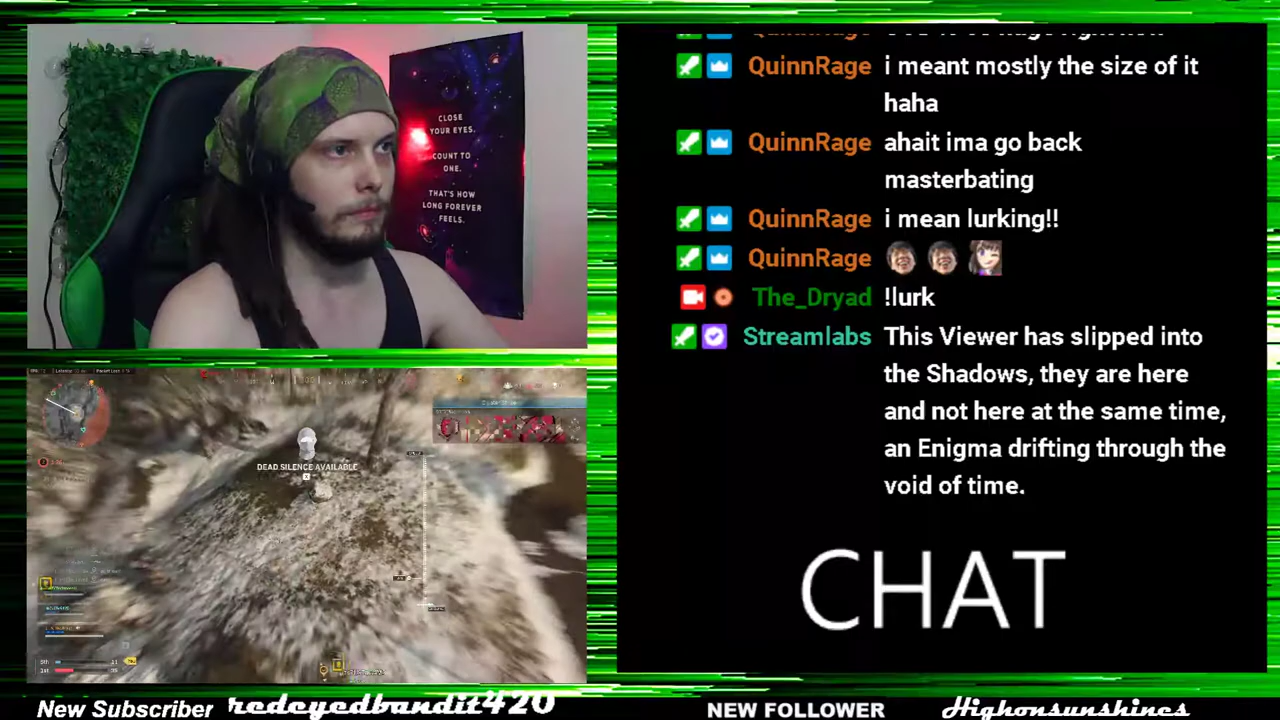 CLOSE
YOUR EYES.
COUNT TO
ONE.
THAT'S HOW
LONG FOREVER
FEELS.
QuinnRage i meant mostly the size of it
haha
QuinnRage ahait ima go back
masterbating
QuinnRage i mean lurking!!
QuinnRage
The_Dryad !lurk
Streamlabs This Viewer has slipped into
the Shadows, they are here
and not here at the same time,
an Enigma drifting through the
void of time.
CHAT
DEAD SILENCE AVAILABLE
New Subscriber redeyedbandit420
NEW FOLLOWER Highonsunshines